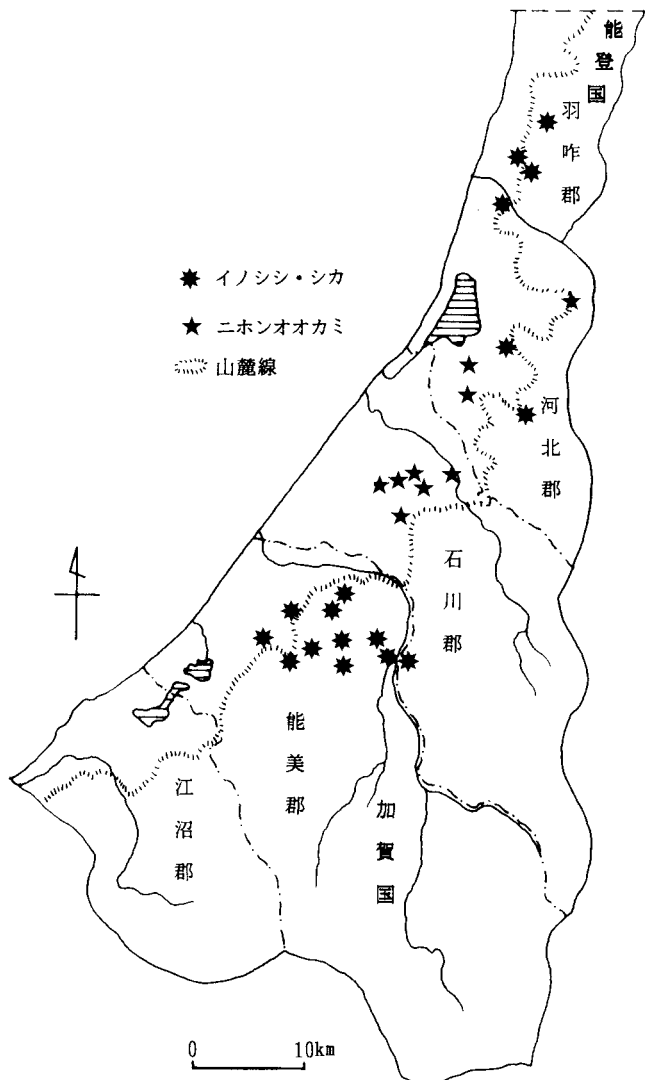 能登国
羽咋郡
イノシシ・シカ
ニホンオオカミ
山麓線
河北郡
石川郡
能美郡
江沼郡
加賀国
0 10km